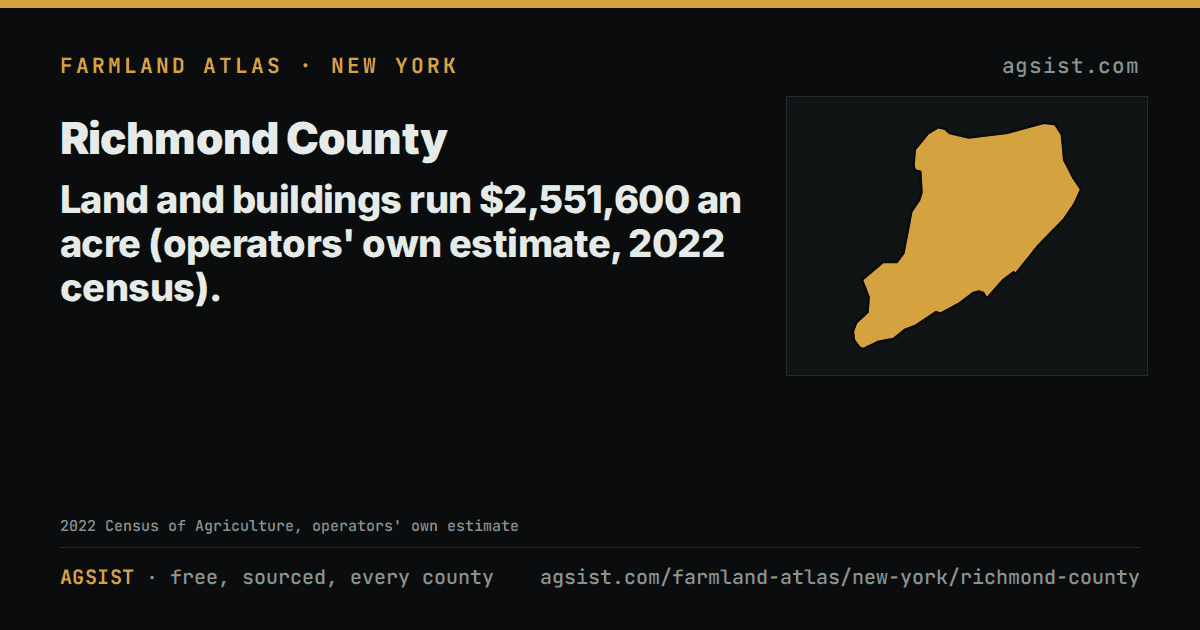 FARMLAND ATLAS · NEW YORK
agsist.com
Richmond County
Land and buildings run $2,551,600 an
acre (operators' own estimate, 2022
census).
2022 Census of Agriculture, operators' own estimate
AGSIST · free, sourced, every county
agsist.com/farmland-atlas/new-york/richmond-county